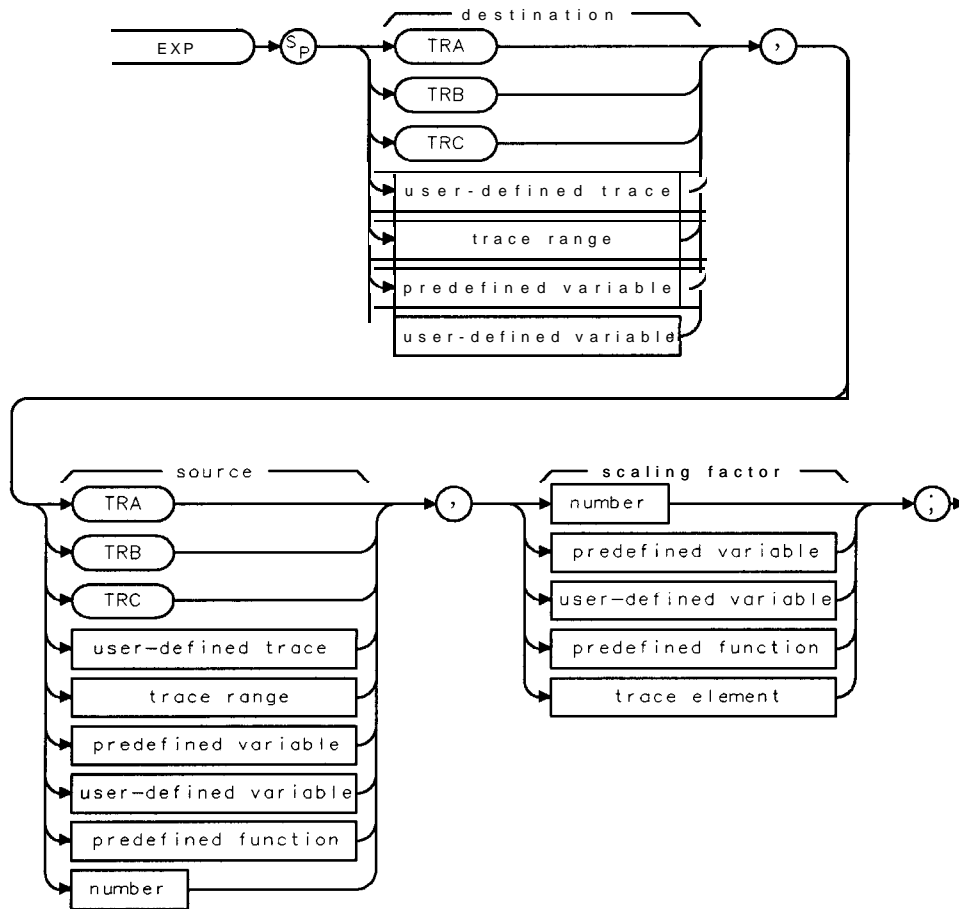 destination
EXP
SP
TRA
,
TRB
TRC
user-defined trace
trace range
predefined variable
user-defined variable
source
TRA
TRB
TRC
user-defined trace
trace range
predefined variable
user-defined variable
predefined function
number
,
scaling factor
number
predefined variable
user-defined variable
predefined function
trace element
;